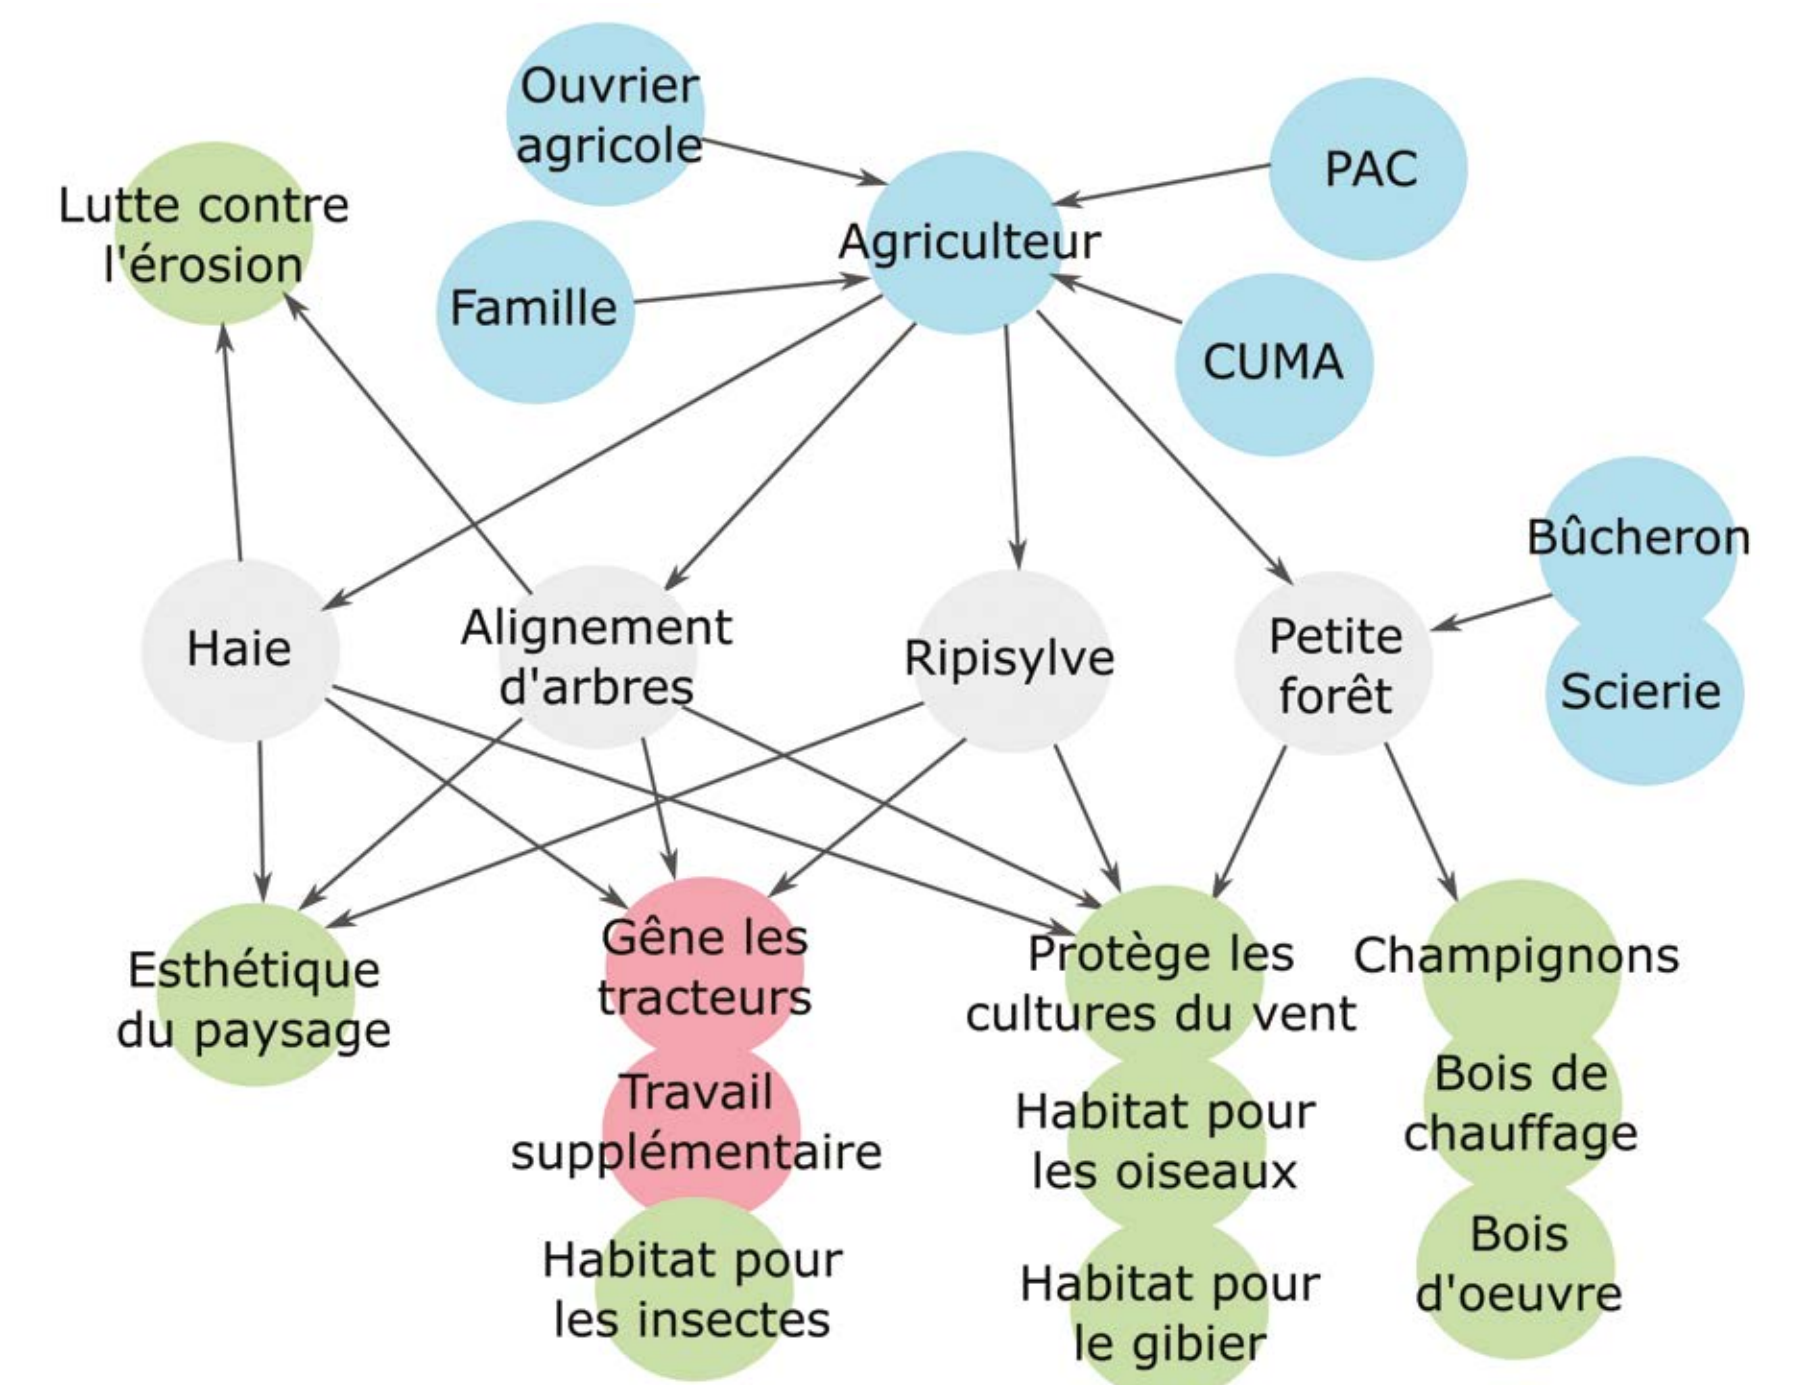 Ouvrier
agricole
PAC
Lutte contre
l'érosion
Agriculteur
Famille
CUMA
Bûcheron
Haie
Alignement
d'arbres
Ripisylve
Petite
forêt
Scierie
Esthétique
du paysage
Gêne les
tracteurs
Protège les
cultures du vent
Champignons
Travail
supplémentaire
Habitat pour
les oiseaux
Bois de
chauffage
Habitat pour
les insectes
Habitat pour
le gibier
Bois
d'oeuvre